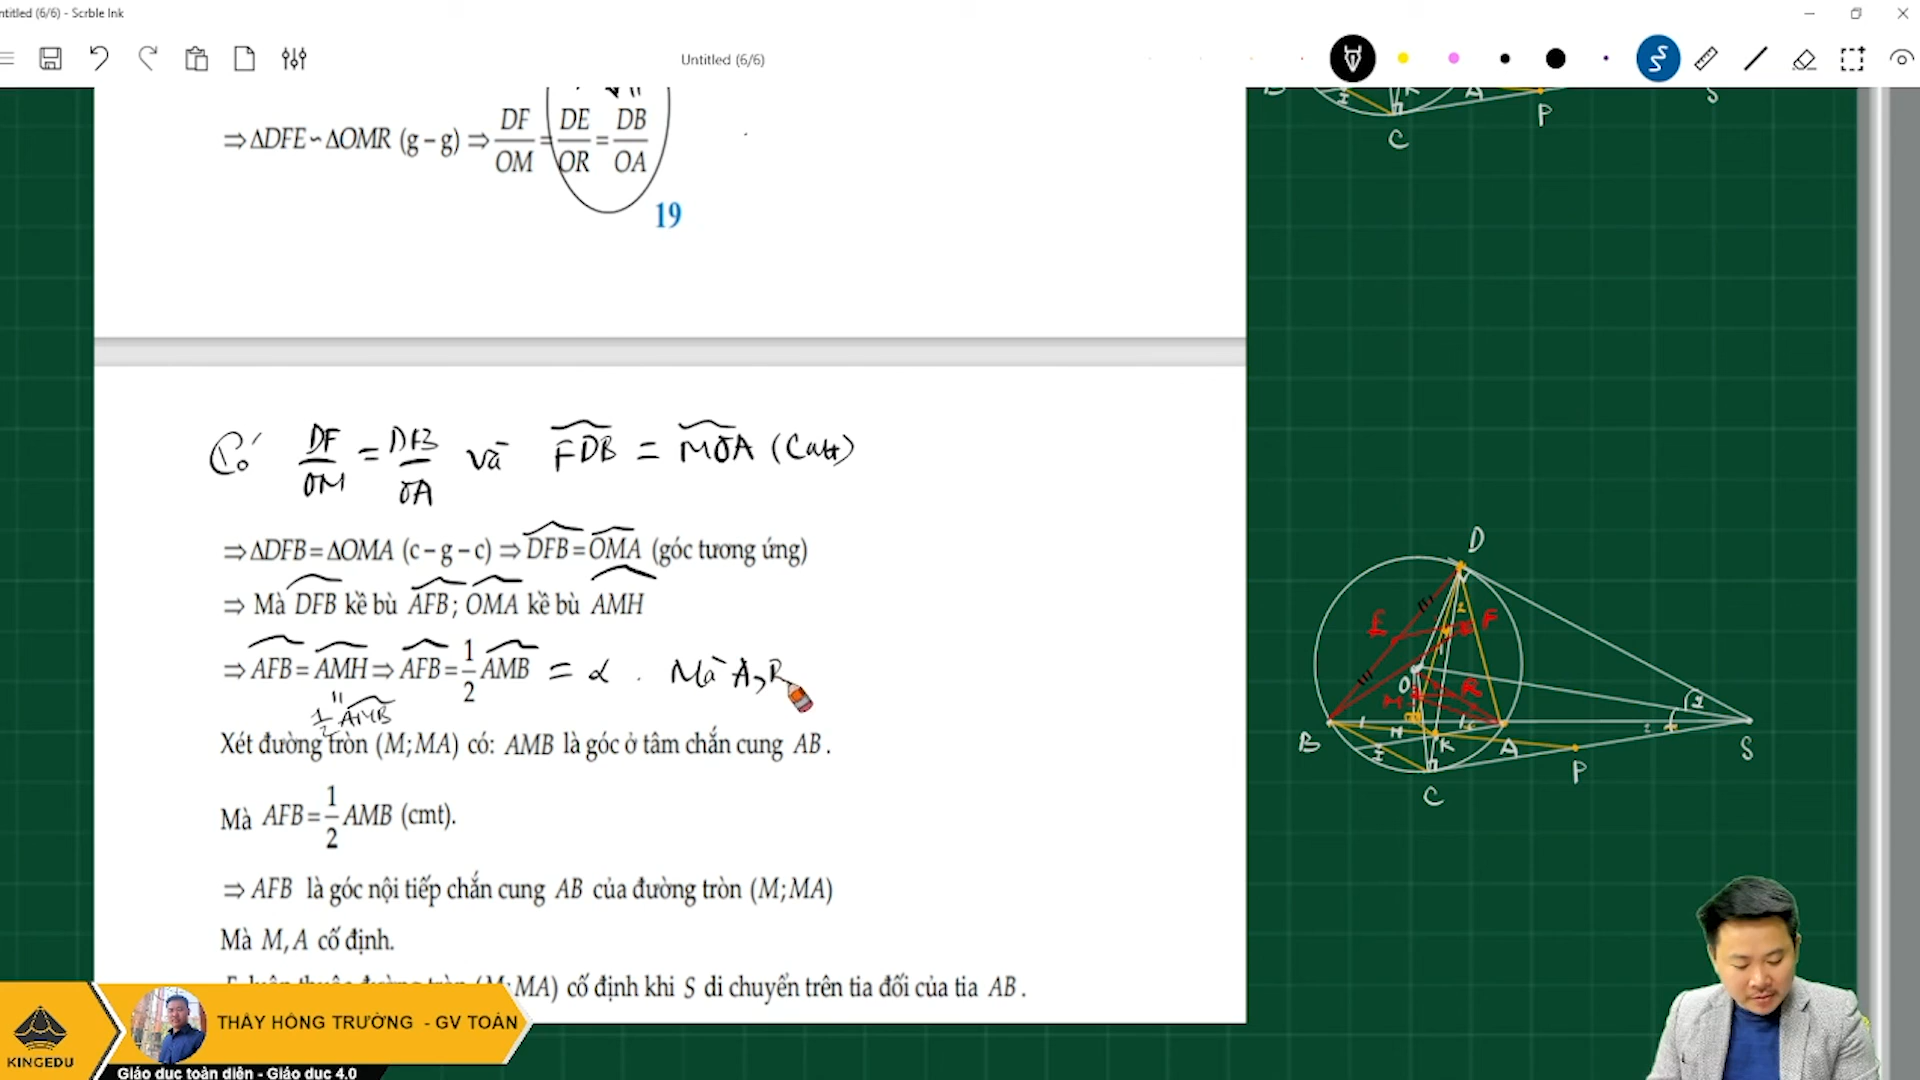 ntitled (6/6) - Scrble Ink
Untitled (6/6)
⇒ ΔDFE ∽ ΔOMR (g – g) ⇒ DF/OM = DE/OR = DB/OA
19
Có DF/OM = DB/OA và FDB = MOA (cmt)
⇒ ΔDFB = ΔOMA (c – g – c) ⇒ DFB = OMA (góc tương ứng)
⇒ Mà DFB kề bù AFB; OMA kề bù AMH
⇒ AFB = AMH ⇒ AFB = 1/2 AMB = α . Mà A, B
" 1/2 AMB
Xét đường tròn (M; MA) có: AMB là góc ở tâm chắn cung AB.
Mà AFB = 1/2 AMB (cmt).
⇒ AFB là góc nội tiếp chắn cung AB của đường tròn (M; MA)
Mà M, A cố định.
MA) cố định khi S di chuyển trên tia đối của tia AB.
P
S
C
D
E
F
O
R
M
B
H
K
A
I
P
S
C
THẦY HỒNG TRƯỜNG - GV TOÁN
KINGEDU
Giáo dục toàn diện - Giáo dục 4.0